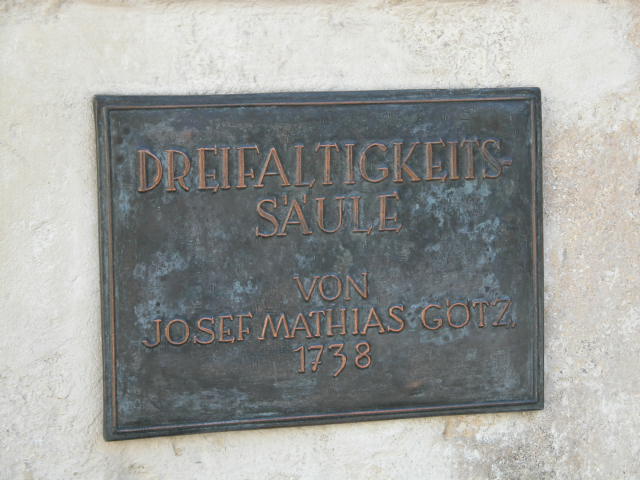 DREIFALTIGKEITS-
SÄULE
VON
JOSEF MATHIAS GÖTZ
1738